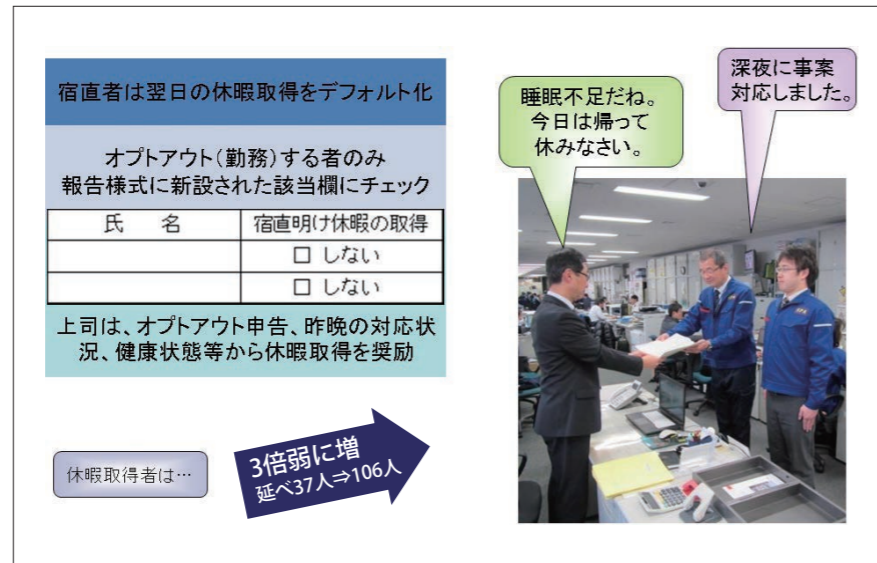 宿直者は翌日の休暇取得をデフォルト化
オプトアウト(勤務)する者のみ
報告様式に新設された該当欄にチェック
氏　名
宿直明け休暇の取得
□ しない
□ しない
上司は、オプトアウト申告、昨晩の対応状
況、健康状態等から休暇取得を奨励
休暇取得者は…
3倍弱に増
延べ37人⇒106人
睡眠不足だね。
今日は帰って
休みなさい。
深夜に事案
対応しました。